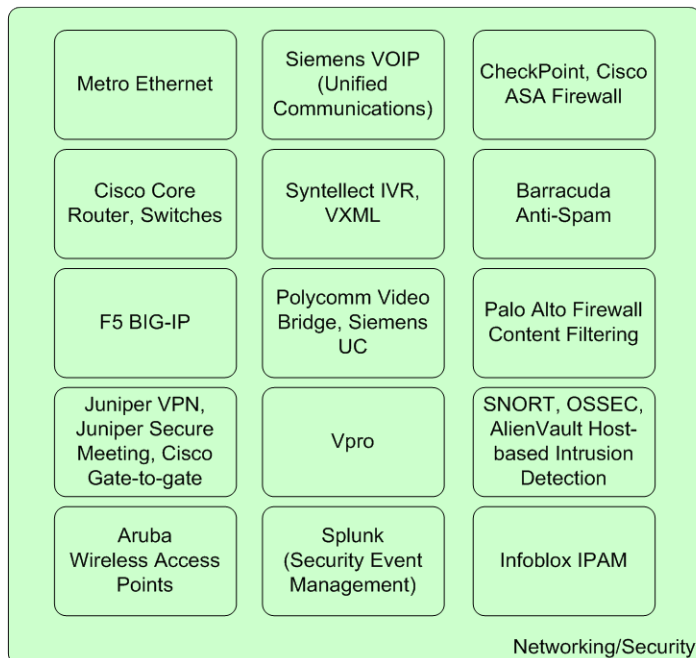 Metro Ethernet
Siemens VOIP
(Unified
Communications)
CheckPoint, Cisco
ASA Firewall
Cisco Core
Router, Switches
Syntellect IVR,
VXML
Barracuda
Anti-Spam
F5 BIG-IP
Polycomm Video
Bridge, Siemens
UC
Palo Alto Firewall
Content Filtering
Juniper VPN,
Juniper Secure
Meeting, Cisco
Gate-to-gate
Vpro
SNORT, OSSEC,
AlienVault Host-
based Intrusion
Detection
Aruba
Wireless Access
Points
Splunk
(Security Event
Management)
Infoblox IPAM
Networking/Security